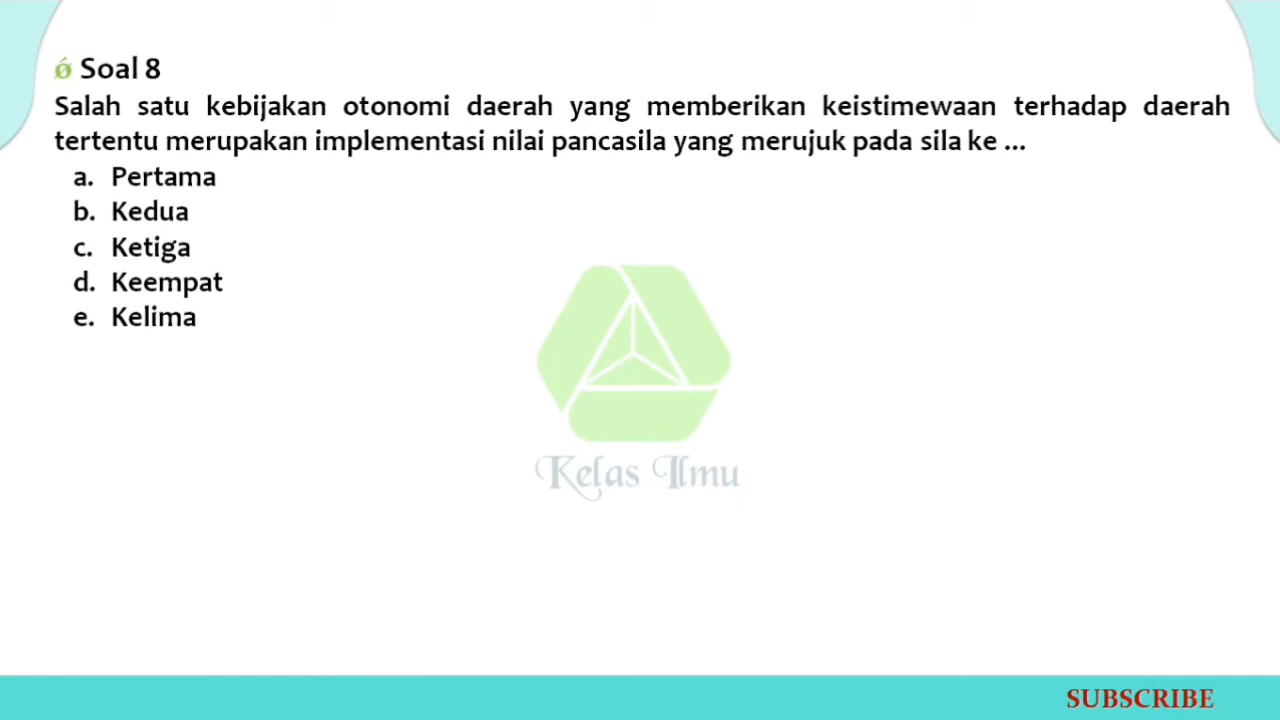 ǿ Soal 8
Salah satu kebijakan otonomi daerah yang memberikan keistimewaan terhadap daerah
tertentu merupakan implementasi nilai pancasila yang merujuk pada sila ke ...
a. Pertama
b. Kedua
c. Ketiga
d. Keempat
e. Kelima
Kelas Ilmu
SUBSCRIBE